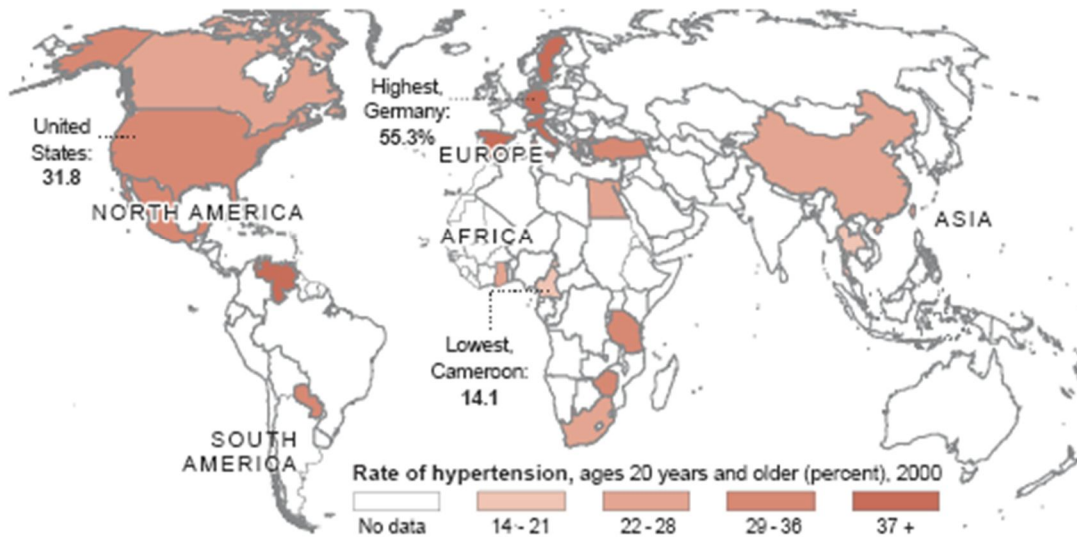 Highest,
Germany:
55.3%
United
States:
31.8
EUROPE
NORTH AMERICA
AFRICA
ASIA
Lowest,
Cameroon:
14.1
SOUTH
AMERICA
Rate of hypertension, ages 20 years and older (percent), 2000
No data
14 - 21
22 - 28
29 - 36
37 +